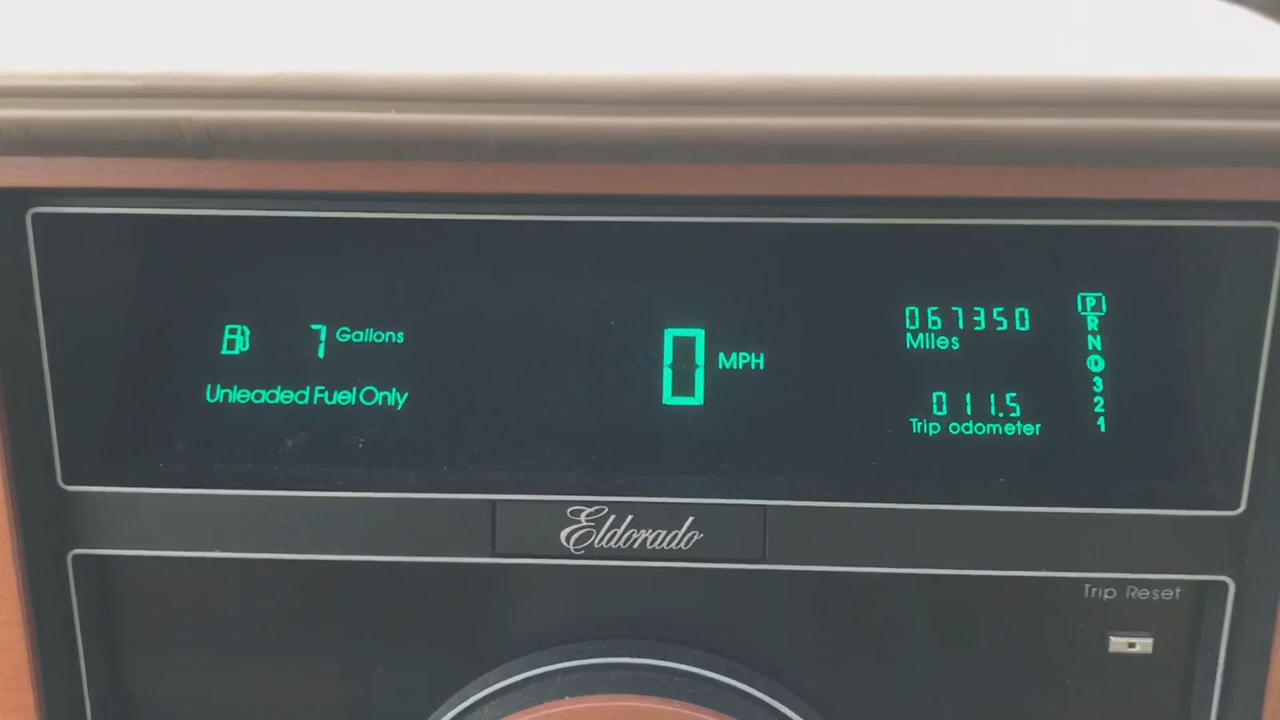 7 Gallons
Unleaded Fuel Only
0 MPH
067350
Miles
011.5
Trip odometer
P
R
N
D
3
2
1
Eldorado
Trip Reset